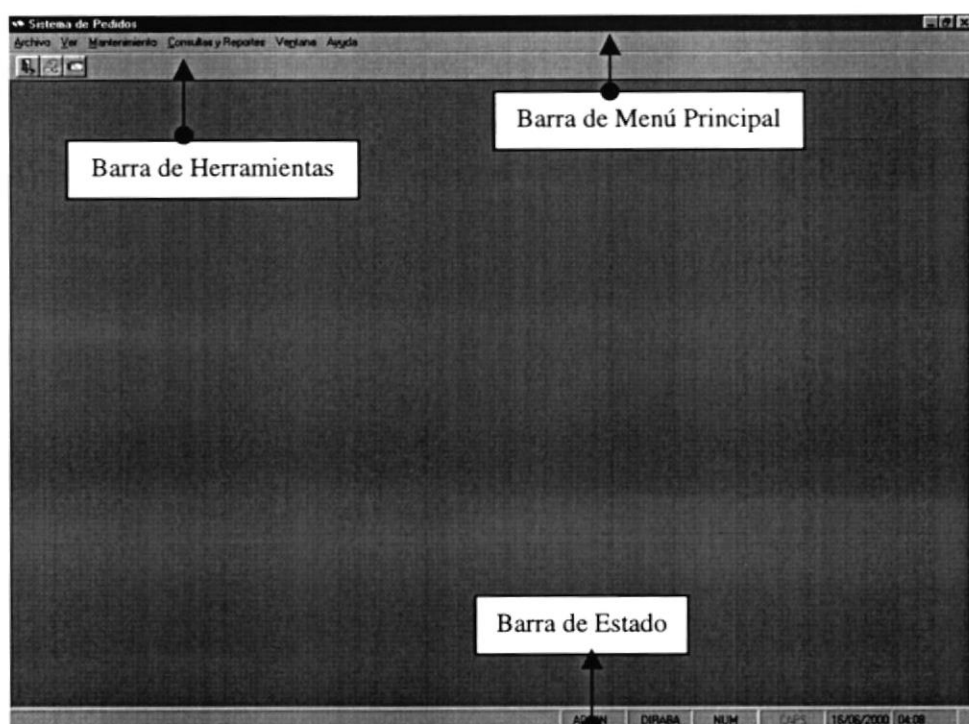 Sistema de Pedidos
Archivo Ver Mantenimiento Consultas y Reportes Ventana Ayuda
Barra de Menú Principal
Barra de Herramientas
Barra de Estado
ADMIN DIRABA NUM CAPS 16/06/2000 04:08